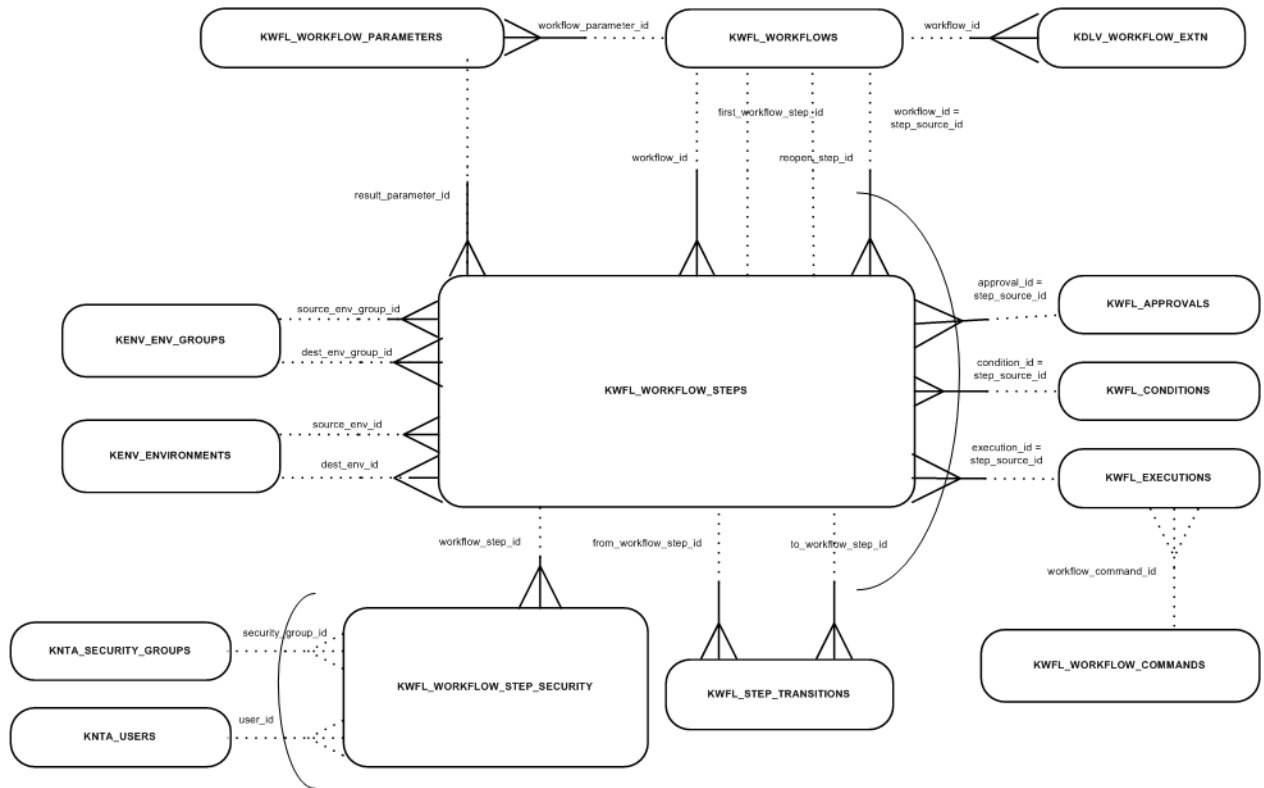 workflow_parameter_id
workflow_id
KWFL_WORKFLOW_PARAMETERS
KWFL_WORKFLOWS
KDLV_WORKFLOW_EXTN
first_workflow_step_id
workflow_id =
step_source_id
workflow_id
reopen_step_id
result_parameter_id
approval_id =
step_source_id
source_env_group_id
KWFL_APPROVALS
KENV_ENV_GROUPS
dest_env_group_id
condition_id =
step_source_id
KWFL_WORKFLOW_STEPS
KWFL_CONDITIONS
source_env_id
KENV_ENVIRONMENTS
execution_id =
step_source_id
dest_env_id
KWFL_EXECUTIONS
workflow_step_id
from_workflow_step_id
to_workflow_step_id
workflow_command_id
security_group_id
KNTA_SECURITY_GROUPS
KWFL_WORKFLOW_COMMANDS
KWFL_WORKFLOW_STEP_SECURITY
KWFL_STEP_TRANSITIONS
user_id
KNTA_USERS